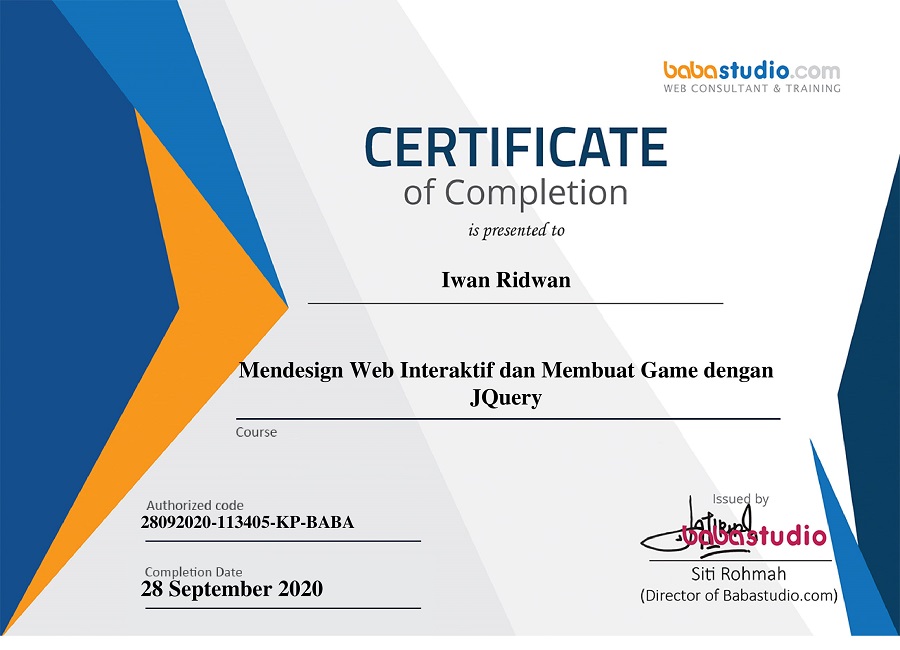 babastudio.com
WEB CONSULTANT & TRAINING
CERTIFICATE
of Completion
is presented to
Iwan Ridwan
Mendesign Web Interaktif dan Membuat Game dengan
JQuery
Course
Authorized code
28092020-113405-KP-BABA
Completion Date
28 September 2020
Issued by
babastudio
Siti Rohmah
(Director of Babastudio.com)